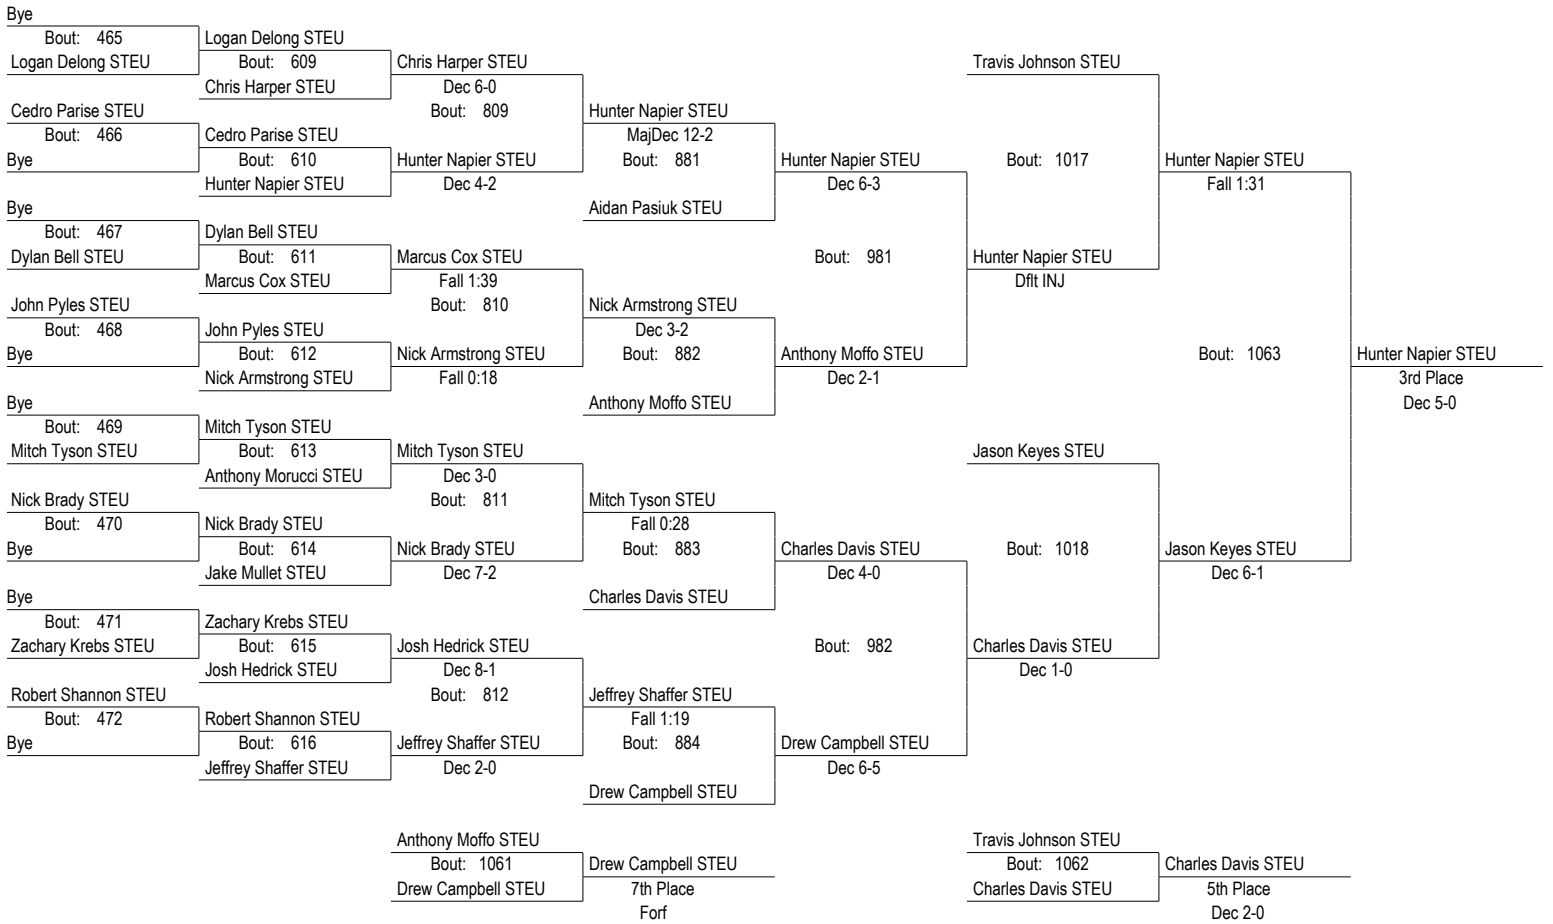 Bye
Bout: 465 Logan Delong STEU
Logan Delong STEU Bout: 609 Chris Harper STEU Travis Johnson STEU
Chris Harper STEU Dec 6-0
Cedro Parise STEU Bout: 809 Hunter Napier STEU
Bout: 466 Cedro Parise STEU MajDec 12-2
Bye Bout: 610 Hunter Napier STEU Bout: 881 Hunter Napier STEU Bout: 1017 Hunter Napier STEU
Hunter Napier STEU Dec 4-2 Dec 6-3 Fall 1:31
Bye Aidan Pasiuk STEU
Bout: 467 Dylan Bell STEU
Dylan Bell STEU Bout: 611 Marcus Cox STEU Bout: 981 Hunter Napier STEU
Marcus Cox STEU Fall 1:39 Dflt INJ
John Pyles STEU Bout: 810 Nick Armstrong STEU
Bout: 468 John Pyles STEU Dec 3-2
Bye Bout: 612 Nick Armstrong STEU Bout: 882 Anthony Moffo STEU Bout: 1063 Hunter Napier STEU
Nick Armstrong STEU Fall 0:18 Dec 2-1 3rd Place
Bye Anthony Moffo STEU Dec 5-0
Bout: 469 Mitch Tyson STEU
Mitch Tyson STEU Bout: 613 Mitch Tyson STEU Jason Keyes STEU
Anthony Morucci STEU Dec 3-0
Nick Brady STEU Bout: 811 Mitch Tyson STEU
Bout: 470 Nick Brady STEU Fall 0:28
Bye Bout: 614 Nick Brady STEU Bout: 883 Charles Davis STEU Bout: 1018 Jason Keyes STEU
Jake Mullet STEU Dec 7-2 Dec 4-0 Dec 6-1
Bye Charles Davis STEU
Bout: 471 Zachary Krebs STEU
Zachary Krebs STEU Bout: 615 Josh Hedrick STEU Bout: 982 Charles Davis STEU
Josh Hedrick STEU Dec 8-1 Dec 1-0
Robert Shannon STEU Bout: 812 Jeffrey Shaffer STEU
Bout: 472 Robert Shannon STEU Fall 1:19
Bye Bout: 616 Jeffrey Shaffer STEU Bout: 884 Drew Campbell STEU
Jeffrey Shaffer STEU Dec 2-0 Dec 6-5
Drew Campbell STEU
Anthony Moffo STEU Travis Johnson STEU
Bout: 1061 Drew Campbell STEU Bout: 1062 Charles Davis STEU
Drew Campbell STEU 7th Place Charles Davis STEU 5th Place
Forf Dec 2-0